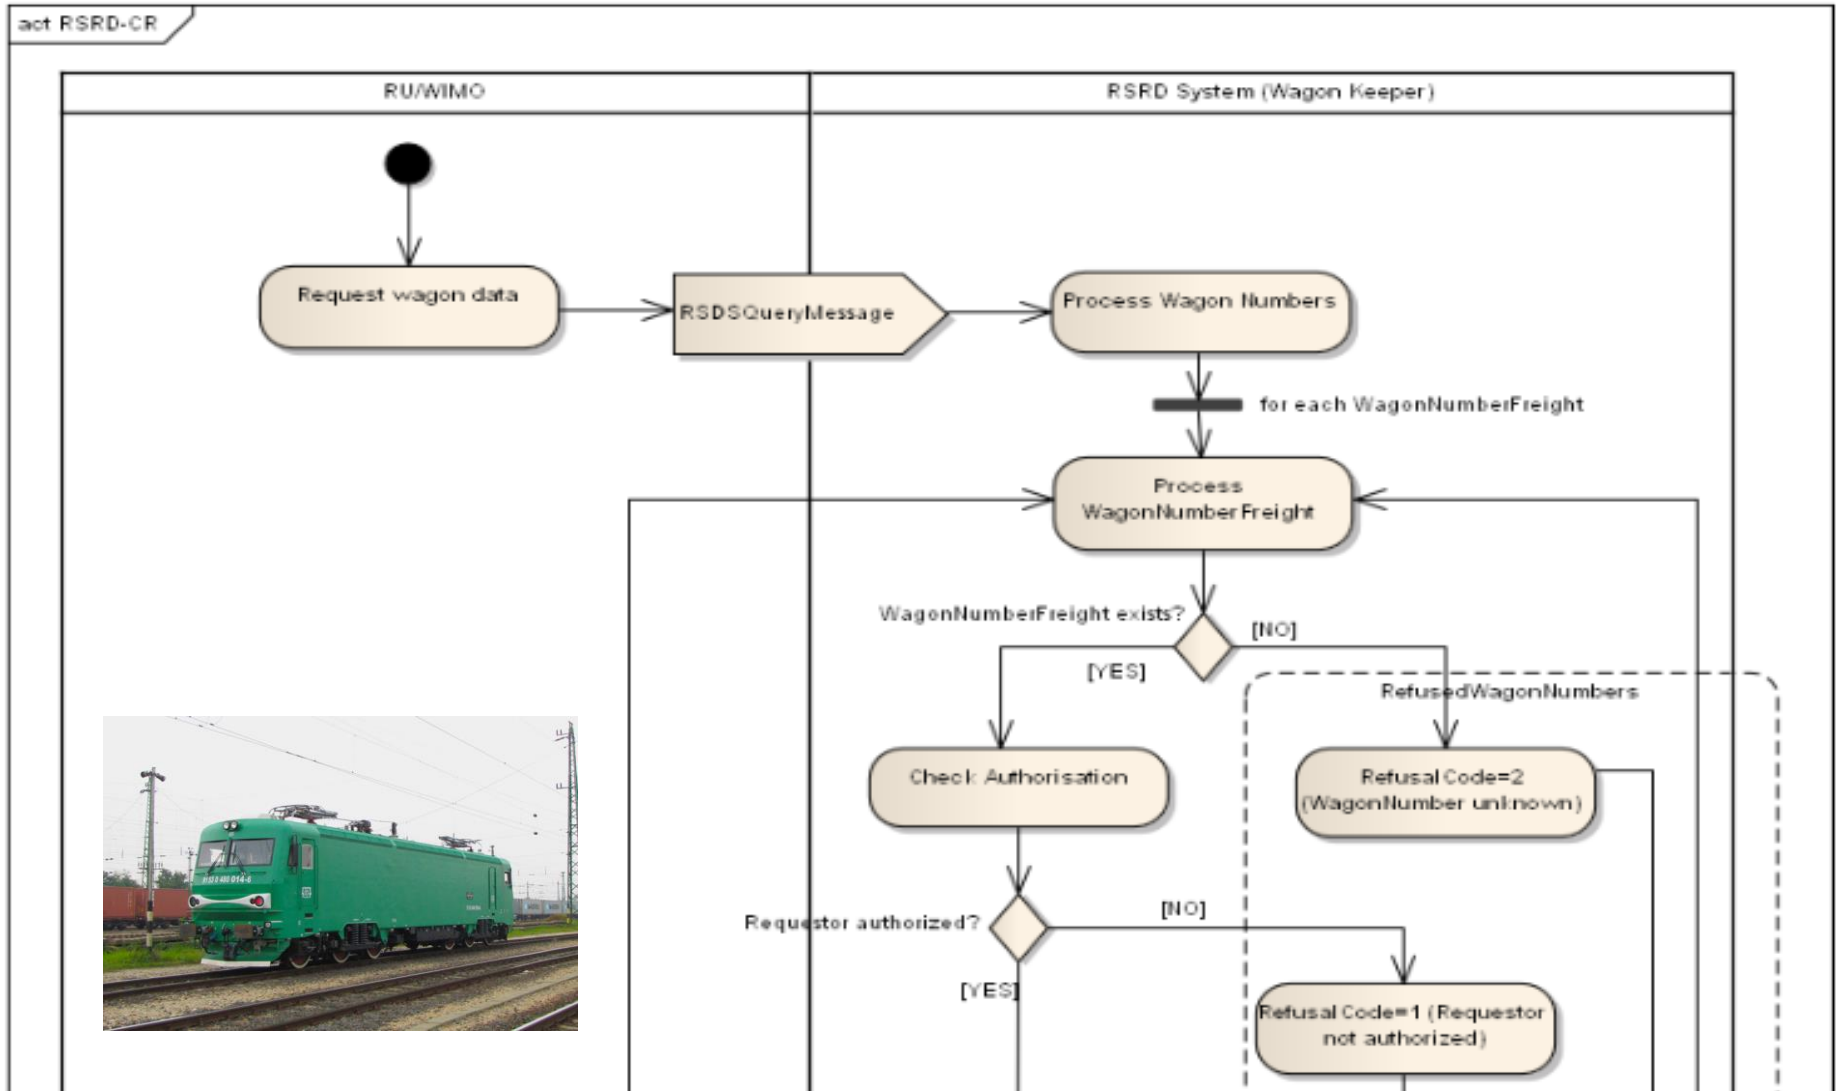 act RSRD-CR
RU/WIMO
RSRD System (Wagon Keeper)
Request wagon data
RSDSQueryMessage
Process Wagon Numbers
for each WagonNumberFreight
Process
WagonNumberFreight
WagonNumberFreight exists?
[NO]
[YES]
RefusedWagonNumbers
Check Authorisation
Refusal Code=2
(WagonNumber unknown)
Requestor authorized?
[NO]
[YES]
Refusal Code=1 (Requestor
not authorized)